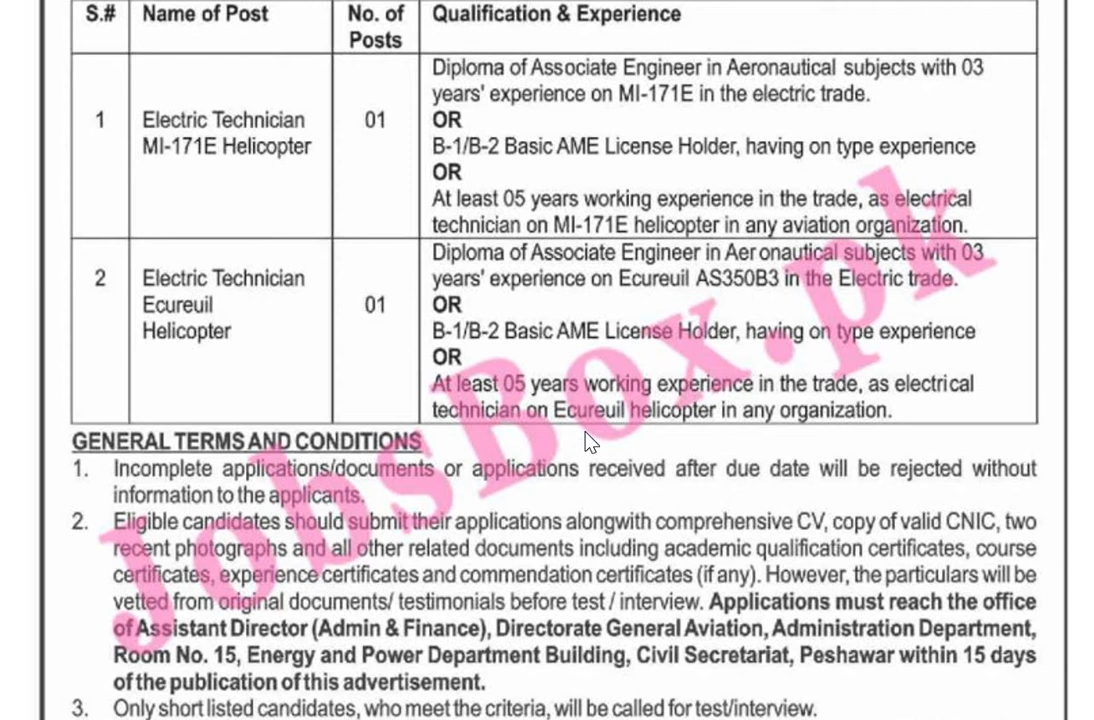 S.# Name of Post No. of Qualification & Experience
Posts
Diploma of Associate Engineer in Aeronautical subjects with 03
years' experience on MI-171E in the electric trade.
1 Electric Technician 01 OR
MI-171E Helicopter B-1/B-2 Basic AME License Holder, having on type experience
OR
At least 05 years working experience in the trade, as electrical
technician on MI-171E helicopter in any aviation organization.
Diploma of Associate Engineer in Aeronautical subjects with 03
2 Electric Technician years' experience on Ecureuil AS350B3 in the Electric trade.
Ecureuil 01 OR
Helicopter B-1/B-2 Basic AME License Holder, having on type experience
OR
At least 05 years working experience in the trade, as electrical
technician on Ecureuil helicopter in any organization.
GENERAL TERMS AND CONDITIONS
1. Incomplete applications/documents or applications received after due date will be rejected without
information to the applicants.
2. Eligible candidates should submit their applications alongwith comprehensive CV, copy of valid CNIC, two
recent photographs and all other related documents including academic qualification certificates, course
certificates, experience certificates and commendation certificates (if any). However, the particulars will be
vetted from original documents/ testimonials before test / interview. Applications must reach the office
of Assistant Director (Admin & Finance), Directorate General Aviation, Administration Department,
Room No. 15, Energy and Power Department Building, Civil Secretariat, Peshawar within 15 days
of the publication of this advertisement.
3. Only short listed candidates, who meet the criteria, will be called for test/interview.
JobsBox.pk